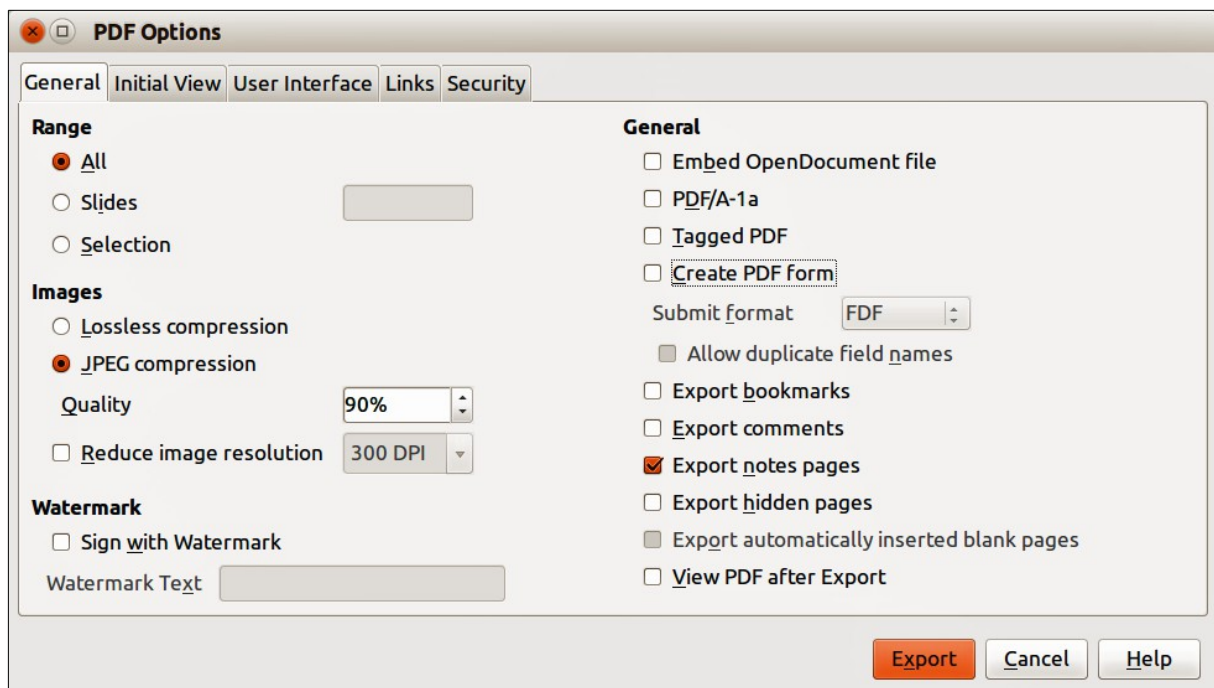 PDF Options
General Initial View User Interface Links Security
Range
All
Slides
Selection
Images
Lossless compression
JPEG compression
Quality 90%
Reduce image resolution 300 DPI
Watermark
Sign with Watermark
Watermark Text
General
Embed OpenDocument file
PDF/A-1a
Tagged PDF
Create PDF form
Submit format FDF
Allow duplicate field names
Export bookmarks
Export comments
Export notes pages
Export hidden pages
Export automatically inserted blank pages
View PDF after Export
Export Cancel Help